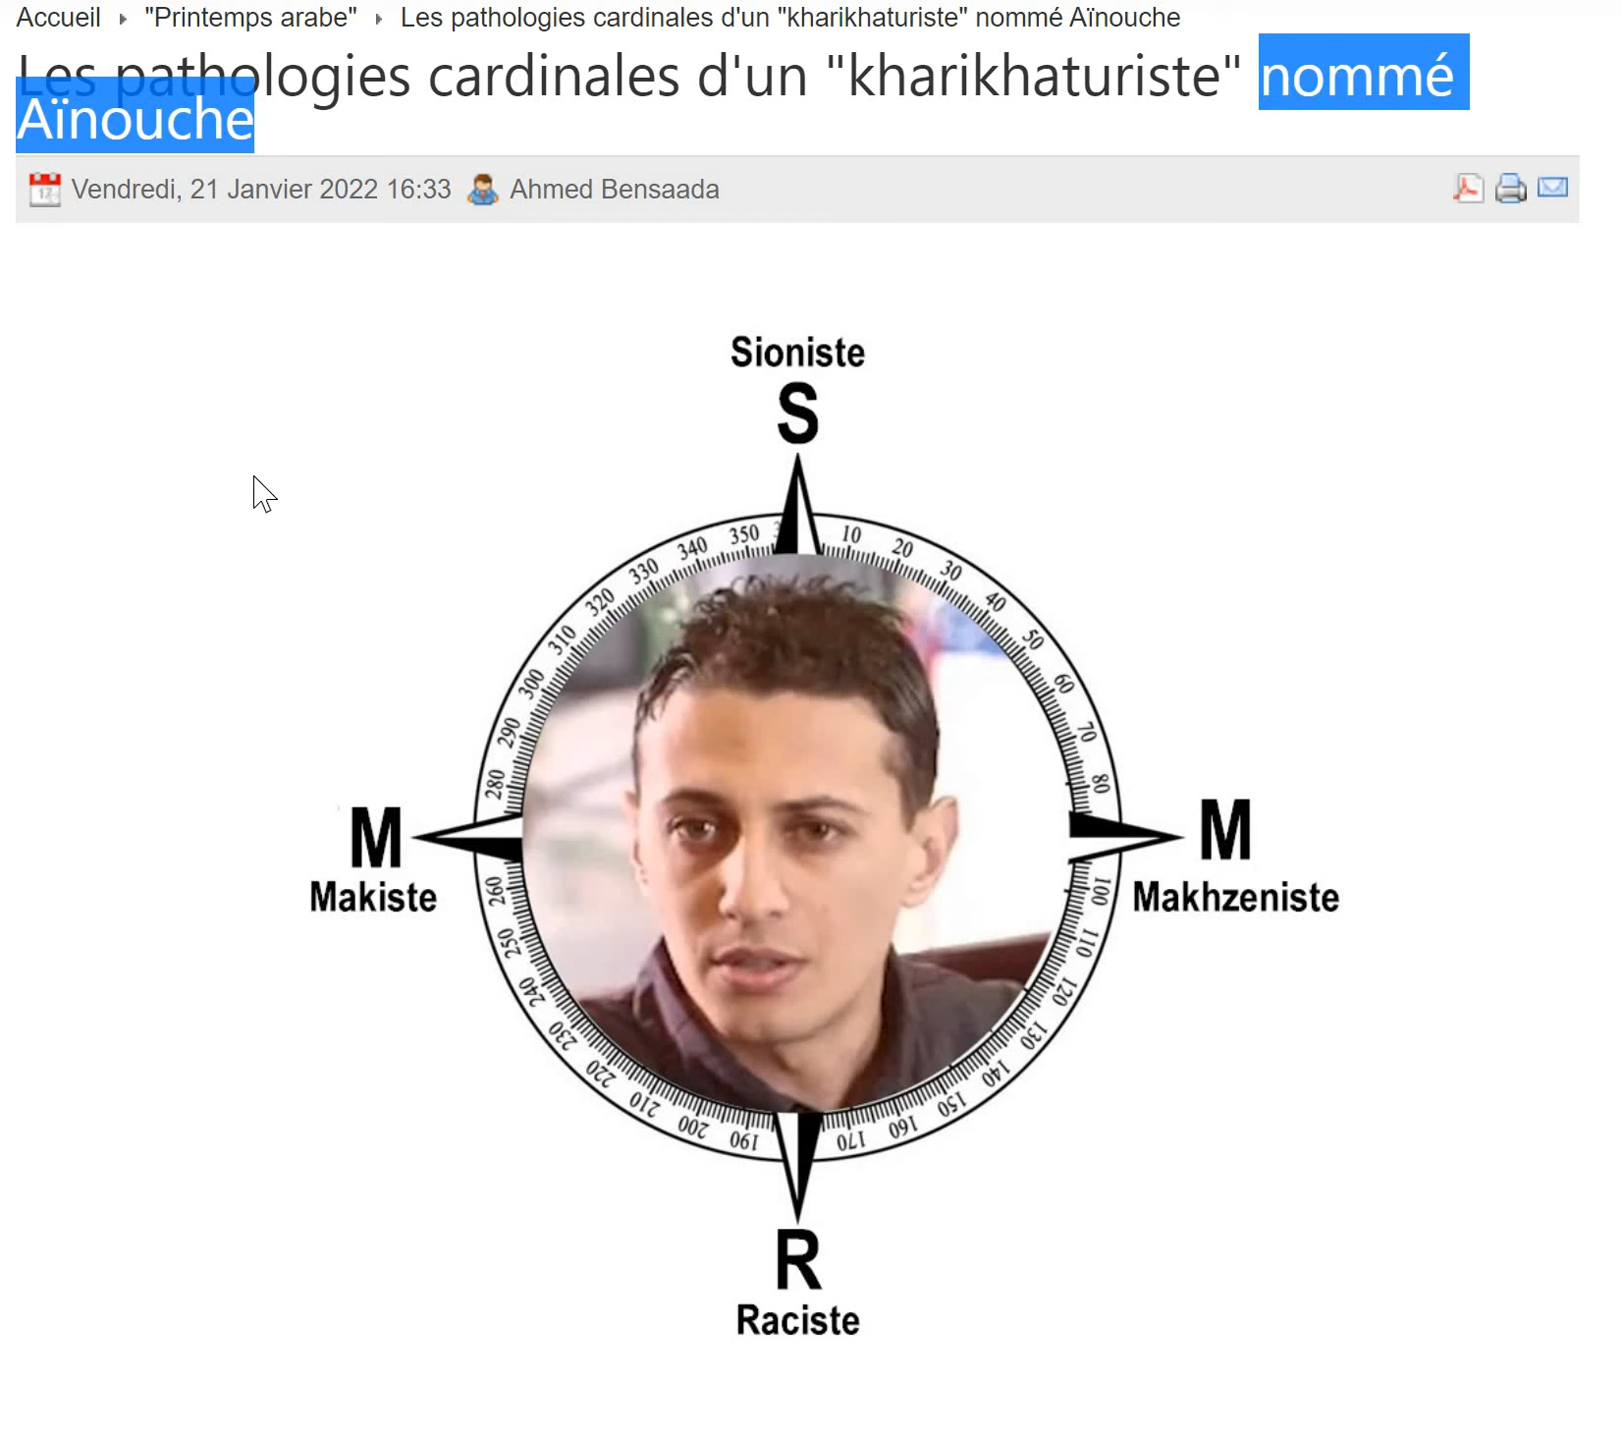 Accueil "Printemps arabe" Les pathologies cardinales d'un "kharikhaturiste" nommé Aïnouche
Les pathologies cardinales d'un "kharikhaturiste" nommé
Aïnouche
17
Vendredi, 21 Janvier 2022 16:33 Ahmed Bensaada
Sioniste
S
350 10
340 20
330 30
320 40
310 50
300 60
290 70
280 80
M M
Makiste Makhzeniste
260 100
250 110
240 120
230 130
220 140
210 150
200 160
190 170
R
Raciste